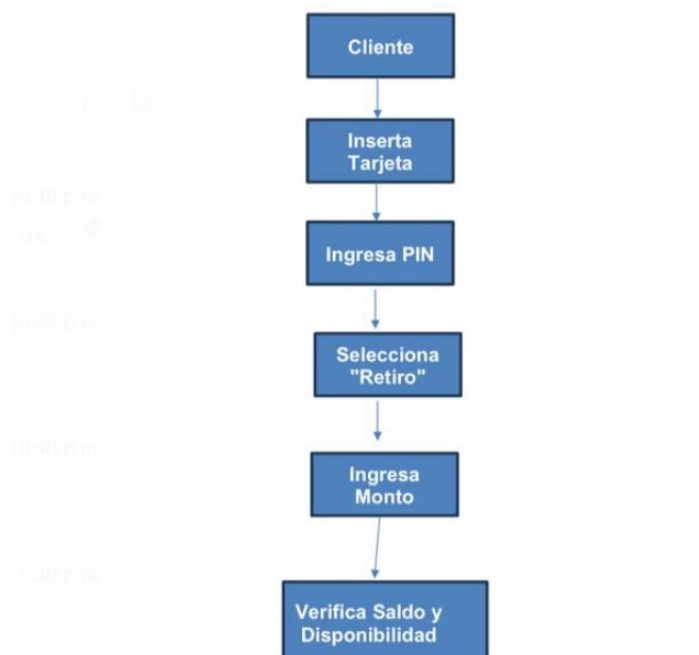 Cliente
Inserta
Tarjeta
Ingresa PIN
Selecciona
"Retiro"
Ingresa
Monto
Verifica Saldo y
Disponibilidad